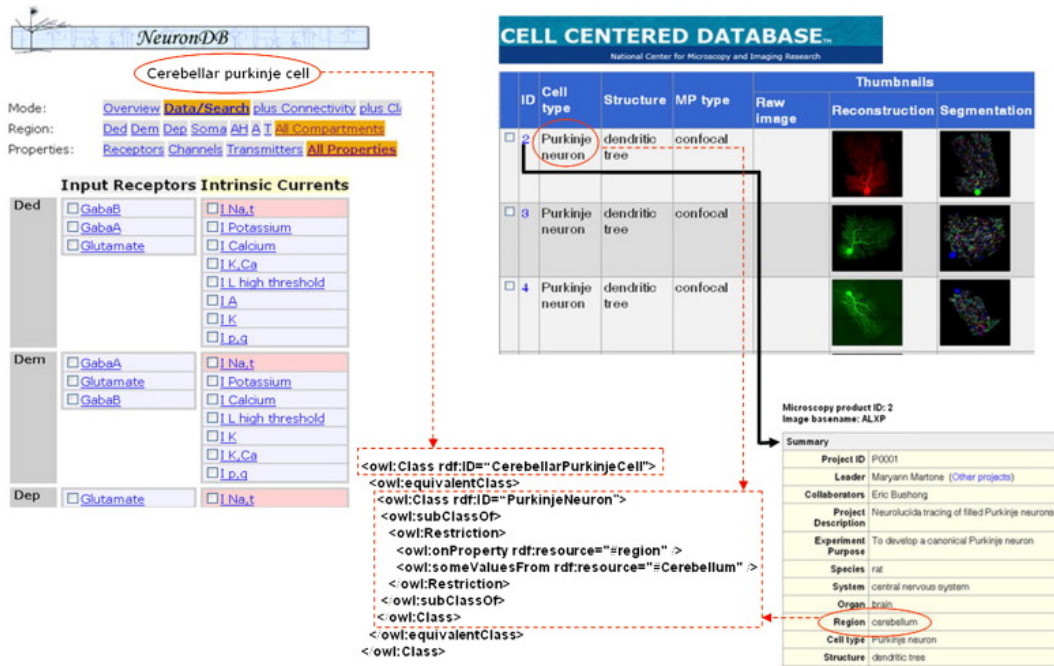 NeuronDB
Cerebellar purkinje cell
Mode: Overview Data/Search plus Connectivity plus Cl
Region: Ded Dem Dep Soma AH A T All Compartments
Properties: Receptors Channels Transmitters All Properties
Input Receptors Intrinsic Currents
Ded GabaB I Na,t
GabaA I Potassium
Glutamate I Calcium
I K,Ca
I L high threshold
I A
I K
I p,q
Dem GabaA I Na,t
Glutamate I Potassium
GabaB I Calcium
I L high threshold
I K
I K,Ca
I p,q
Dep Glutamate I Na,t
CELL CENTERED DATABASE™
National Center for Microscopy and Imaging Research
Thumbnails
ID Cell type Structure MP type Raw image Reconstruction Segmentation
2 Purkinje neuron dendritic tree confocal
3 Purkinje neuron dendritic tree confocal
4 Purkinje neuron dendritic tree confocal
<owl:Class rdf:ID="CerebellarPurkinjeCell">
<owl:equivalentClass>
<owl:Class rdf:ID="PurkinjeNeuron">
<owl:subClassOf>
<owl:Restriction>
<owl:onProperty rdf:resource="#region" />
<owl:someValuesFrom rdf:resource="#Cerebellum" />
</owl:Restriction>
</owl:subClassOf>
</owl:Class>
</owl:equivalentClass>
</owl:Class>
Microscopy product ID: 2
Image basename: ALXP
Summary
Project ID P0001
Leader Maryann Martone (Other projects)
Collaborators Eric Bushong
Project Description Neurolucida tracing of filled Purkinje neurons
Experiment Purpose To develop a canonical Purkinje neuron
Species rat
System central nervous system
Organ brain
Region cerebellum
Cell type Purkinje neuron
Structure dendritic tree